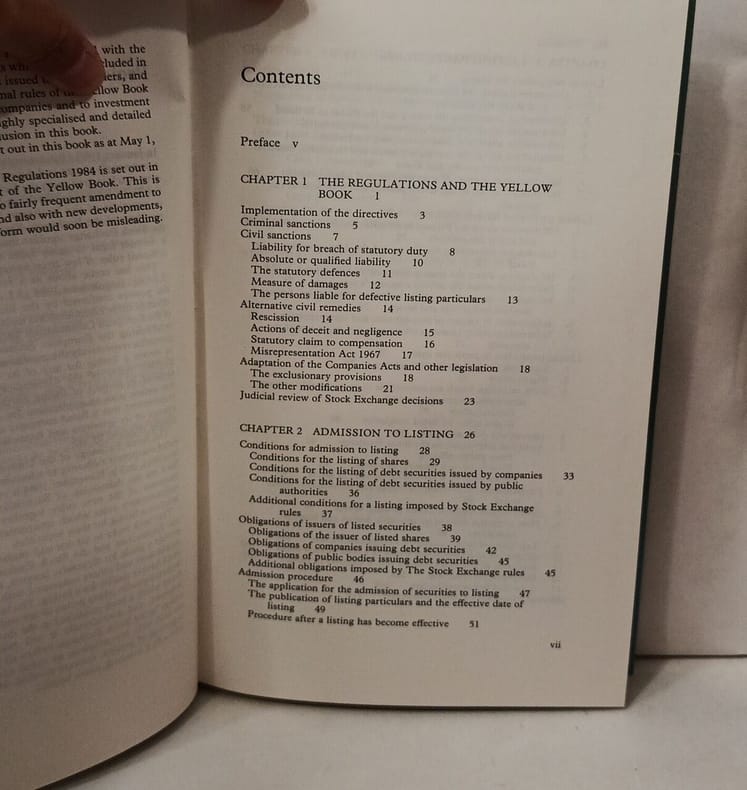 with the
cluded in
issued iers, and
nal rules of llow Book
ompanies and to investment
ghly specialised and detailed
usion in this book.
t out in this book as at May 1,
Regulations 1984 is set out in
t of the Yellow Book. This is
o fairly frequent amendment to
nd also with new developments,
orm would soon be misleading.
Contents
Preface v
CHAPTER 1 THE REGULATIONS AND THE YELLOW
BOOK 1
Implementation of the directives 3
Criminal sanctions 5
Civil sanctions 7
Liability for breach of statutory duty 8
Absolute or qualified liability 10
The statutory defences 11
Measure of damages 12
The persons liable for defective listing particulars 13
Alternative civil remedies 14
Rescission 14
Actions of deceit and negligence 15
Statutory claim to compensation 16
Misrepresentation Act 1967 17
Adaptation of the Companies Acts and other legislation 18
The exclusionary provisions 18
The other modifications 21
Judicial review of Stock Exchange decisions 23
CHAPTER 2 ADMISSION TO LISTING 26
Conditions for admission to listing 28
Conditions for the listing of shares 29
Conditions for the listing of debt securities issued by companies 33
Conditions for the listing of debt securities issued by public
authorities 36
Additional conditions for a listing imposed by Stock Exchange
rules 37
Obligations of issuers of listed securities 38
Obligations of the issuer of listed shares 39
Obligations of companies issuing debt securities 42
Obligations of public bodies issuing debt securities 45
Additional obligations imposed by The Stock Exchange rules 45
Admission procedure 46
The application for the admission of securities to listing 47
The publication of listing particulars and the effective date of
listing 49
Procedure after a listing has become effective 51
vii